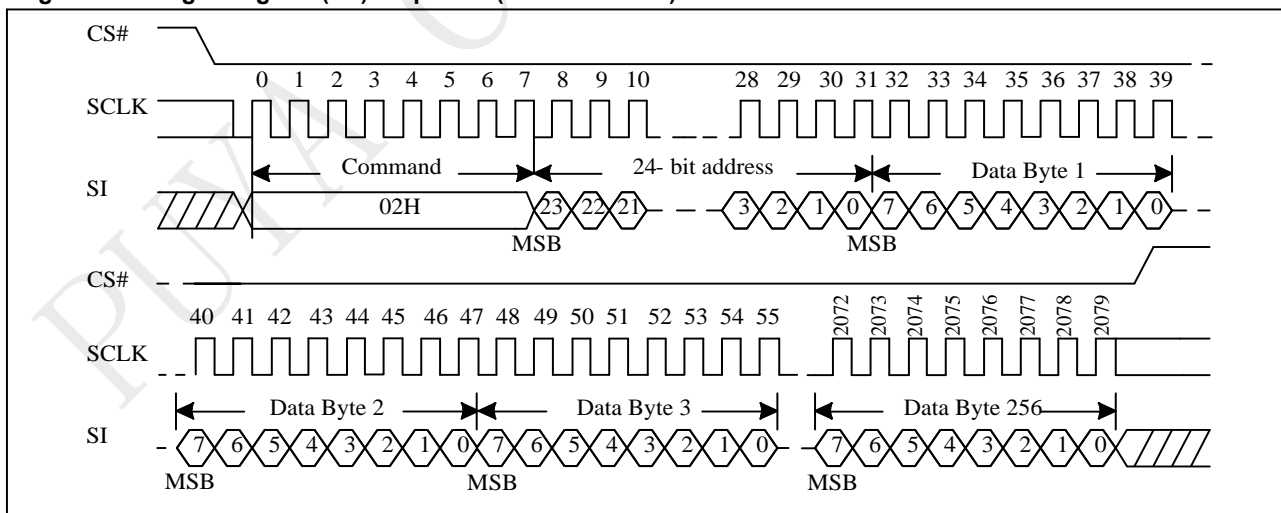 CS#
0 1 2 3 4 5 6 7 8 9 10 28 29 30 31 32 33 34 35 36 37 38 39
SCLK
Command 24- bit address Data Byte 1
SI
02H 23 22 21 3 2 1 0 7 6 5 4 3 2 1 0
MSB MSB
CS#
40 41 42 43 44 45 46 47 48 49 50 51 52 53 54 55 2072 2073 2074 2075 2076 2077 2078 2079
SCLK
Data Byte 2 Data Byte 3 Data Byte 256
SI
7 6 5 4 3 2 1 0 7 6 5 4 3 2 1 0 7 6 5 4 3 2 1 0
MSB MSB MSB
PUYA